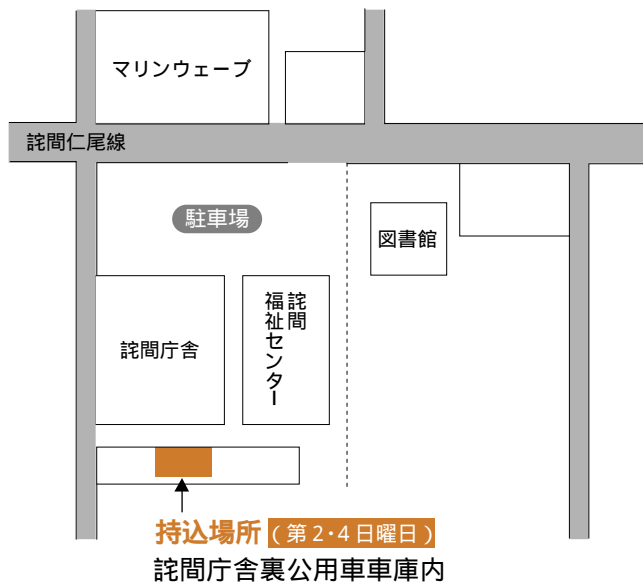 マリンウェーブ
詫間仁尾線
駐車場
図書館
詫間
福祉センター
詫間庁舎
持込場所(第2・4日曜日)
詫間庁舎裏公用車車庫内